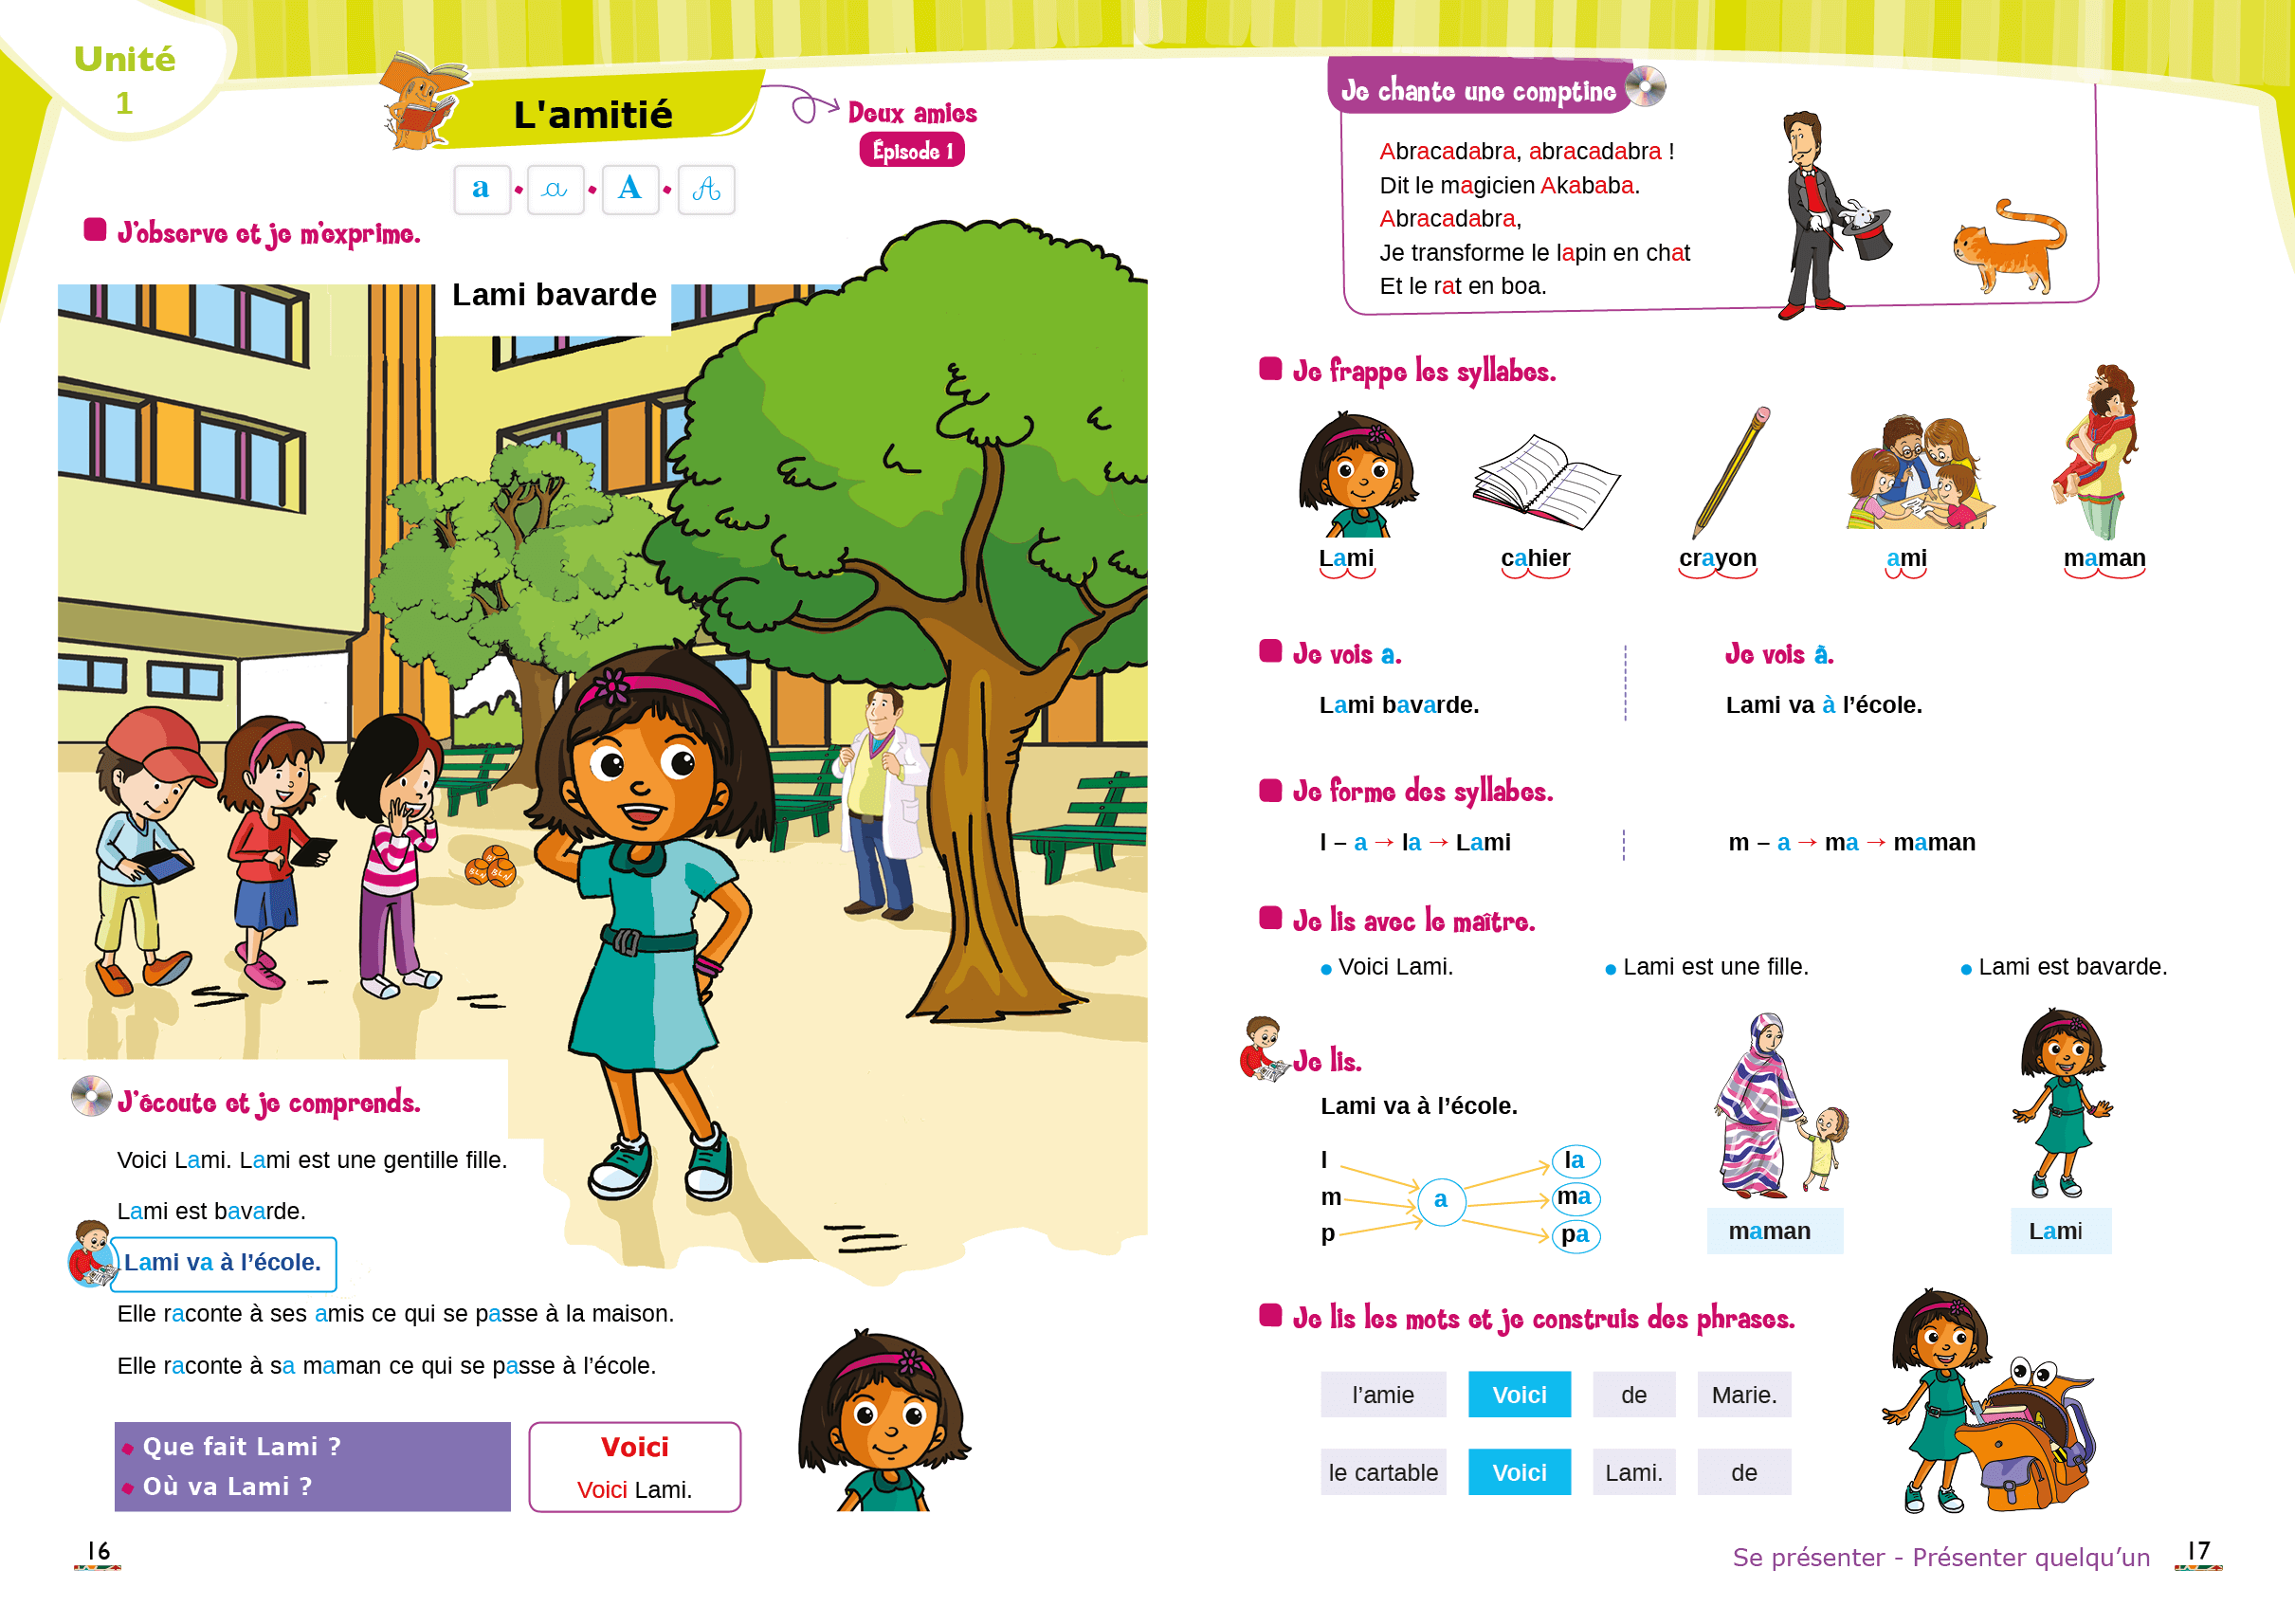 Unité
1
L'amitié
Deux amies
Épisode 1
a • a • A • A
J'observe et je m'exprime.
Lami bavarde
BLN
BLN
BLN
J'écoute et je comprends.
Voici Lami. Lami est une gentille fille.
Lami est bavarde.
Lami va à l'école.
Elle raconte à ses amis ce qui se passe à la maison.
Elle raconte à sa maman ce qui se passe à l'école.
Que fait Lami ?
Où va Lami ?
Voici
Voici Lami.
16
Je chante une comptine
Abracadabra, abracadabra !
Dit le magicien Akababa.
Abracadabra,
Je transforme le lapin en chat
Et le rat en boa.
Je frappe les syllabes.
Lami cahier crayon ami maman
Je vois a. Je vois à.
Lami bavarde. Lami va à l'école.
Je forme des syllabes.
l – a → la → Lami m – a → ma → maman
Je lis avec le maître.
• Voici Lami. • Lami est une fille. • Lami est bavarde.
Je lis.
Lami va à l'école.
l la
m a ma
p pa
maman Lami
Je lis les mots et je construis des phrases.
l'amie Voici de Marie.
le cartable Voici Lami. de
Se présenter - Présenter quelqu'un 17